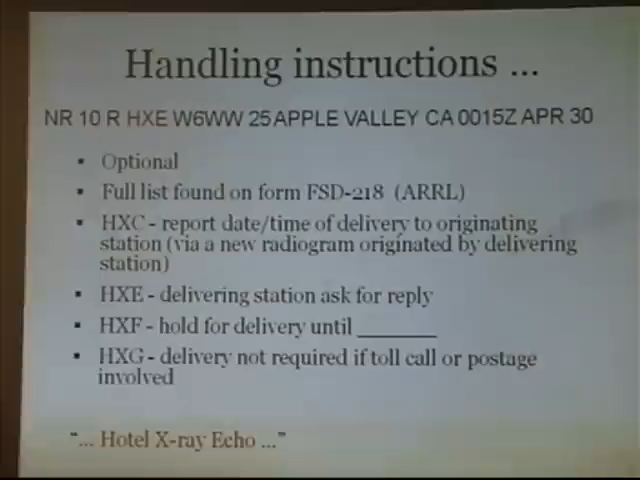 Handling instructions ...
NR 10 R HXE W6WW 25 APPLE VALLEY CA 0015Z APR 30
▪ Optional
▪ Full list found on form FSD-218 (ARRL)
▪ HXC - report date/time of delivery to originating
station (via a new radiogram originated by delivering
station)
▪ HXE - delivering station ask for reply
▪ HXF - hold for delivery until ________
▪ HXG - delivery not required if toll call or postage
involved
“... Hotel X-ray Echo ...”